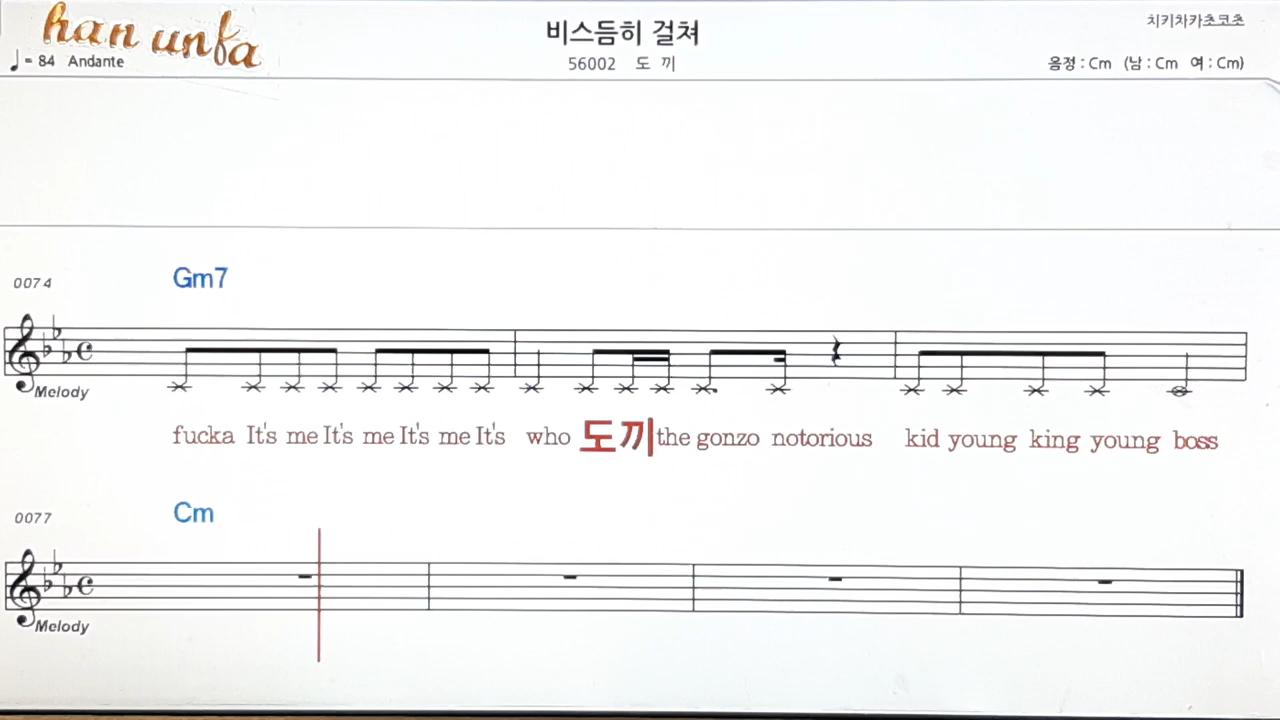 han unfa
비스듬히 걸쳐
치키차카초코초
♩= 84 Andante
56002 도 끼
음정 : Cm (남 : Cm 여 : Cm)
0074
Gm7
Melody
fucka It's me It's me It's me It's who 도끼 the gonzo notorious kid young king young boss
0077
Cm
Melody